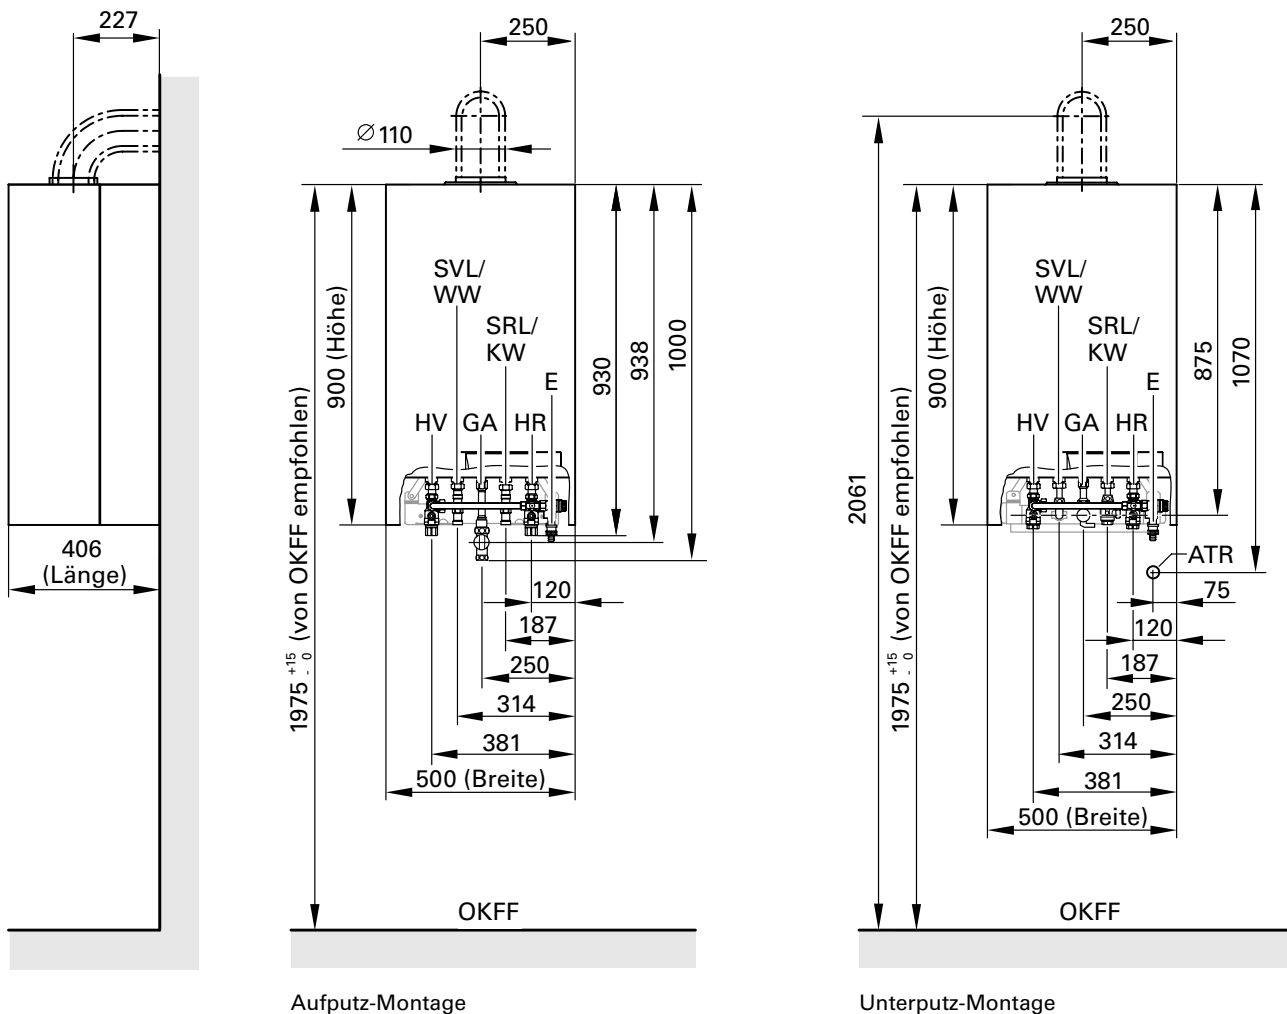 227
406
(Länge)
250
Ø 110
SVL/
WW
SRL/
KW
E
HV
GA
HR
900 (Höhe)
1975 +15 - 0 (von OKFF empfohlen)
930
938
1000
120
187
250
314
381
500 (Breite)
OKFF
Aufputz-Montage
250
SVL/
WW
SRL/
KW
E
HV
GA
HR
900 (Höhe)
1975 +15 - 0 (von OKFF empfohlen)
2061
875
1070
ATR
75
120
187
250
314
381
500 (Breite)
OKFF
Unterputz-Montage